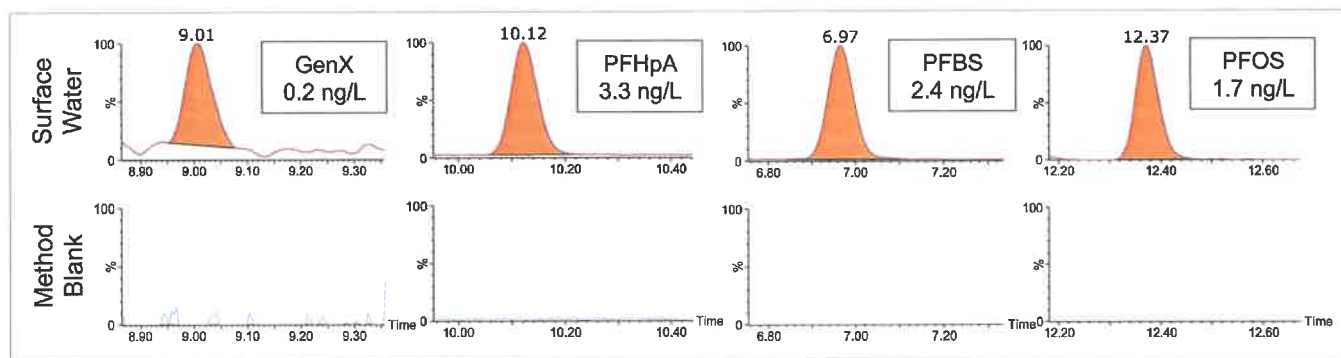 Surface
Water
9.01
GenX
0.2 ng/L
100
%
0
8.90 9.00 9.10 9.20 9.30
10.12
PFHpA
3.3 ng/L
100
%
0
10.00 10.20 10.40
6.97
PFBS
2.4 ng/L
100
%
0
6.80 7.00 7.20
12.37
PFOS
1.7 ng/L
100
%
0
12.20 12.40 12.60
Method
Blank
100
%
0
8.90 9.00 9.10 9.20 9.30 Time
100
%
0
10.00 10.20 10.40 Time
100
%
0
6.80 7.00 7.20 Time
100
%
0
12.20 12.40 12.60 Time